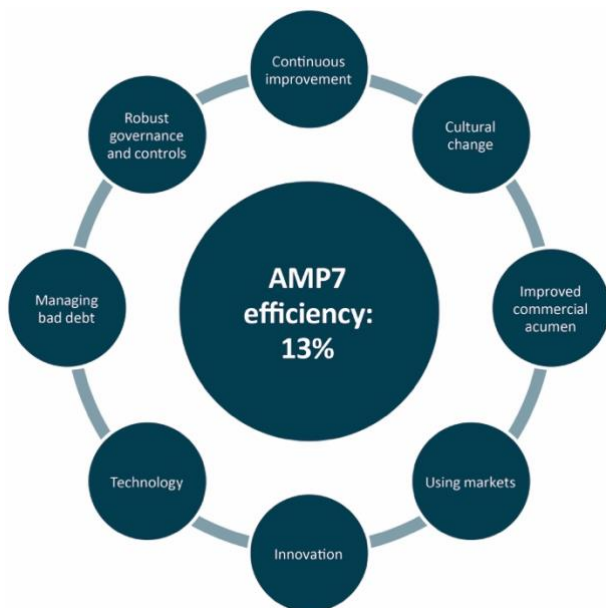 Continuous
improvement
Robust
governance
and controls
Cultural
change
AMP7
efficiency:
13%
Managing
bad debt
Improved
commercial
acumen
Technology
Using markets
Innovation